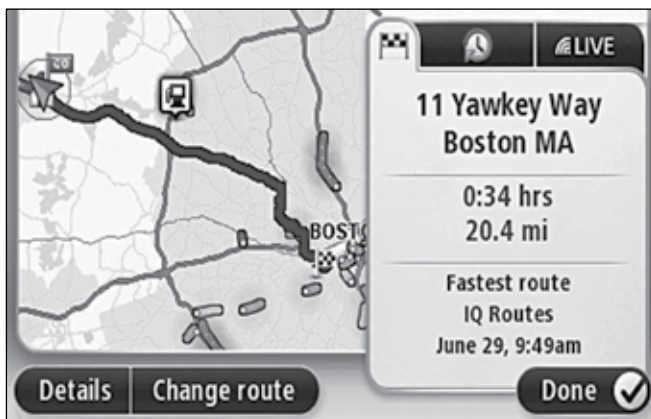 LIVE
11 Yawkey Way
Boston MA
0:34 hrs
20.4 mi
Fastest route
IQ Routes
June 29, 9:49am
BOST
Details
Change route
Done